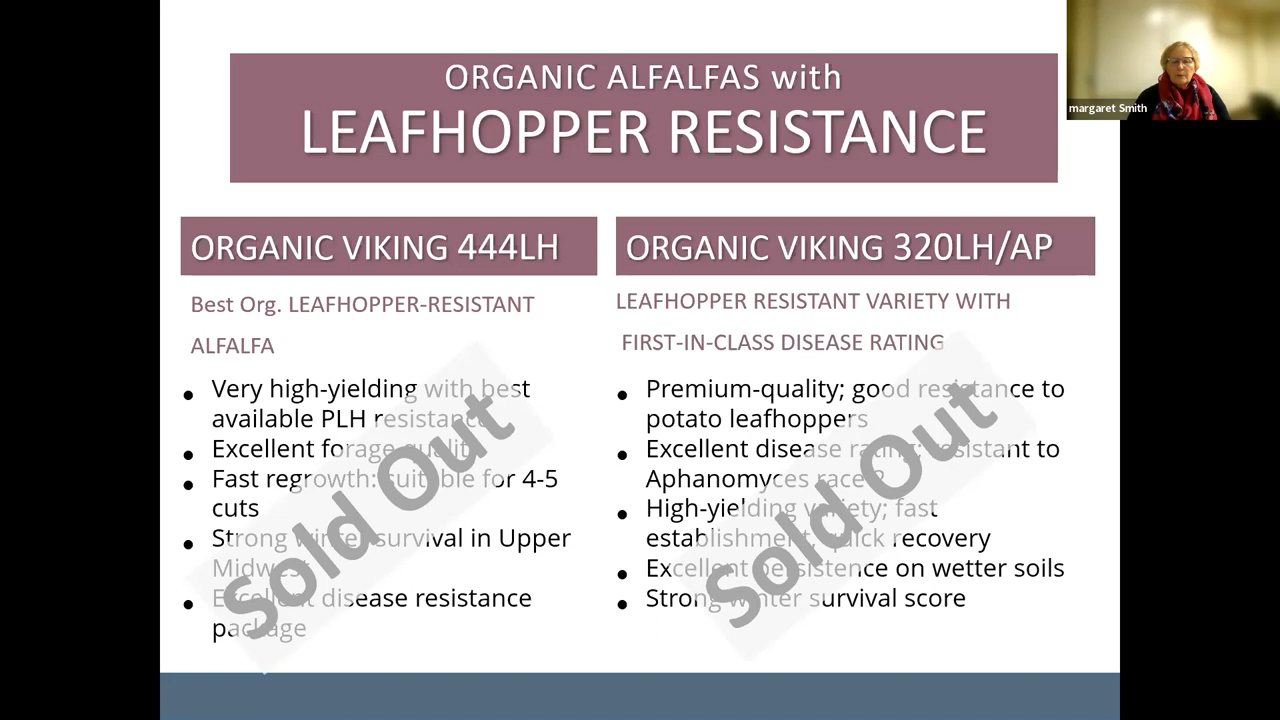 ORGANIC ALFALFAS with
LEAFHOPPER RESISTANCE
margaret Smith
ORGANIC VIKING 444LH
Best Org. LEAFHOPPER-RESISTANT
ALFALFA
Very high-yielding with best
available PLH resistance
Excellent forage quality
Fast regrowth: suitable for 4-5
cuts
Strong winter survival in Upper
Midwest
Excellent disease resistance
package
Sold Out
ORGANIC VIKING 320LH/AP
LEAFHOPPER RESISTANT VARIETY WITH
FIRST-IN-CLASS DISEASE RATING
Premium-quality; good resistance to
potato leafhoppers
Excellent disease rating; resistant to
Aphanomyces race 2
High-yielding variety; fast
establishment, quick recovery
Excellent persistence on wetter soils
Strong winter survival score
Sold Out